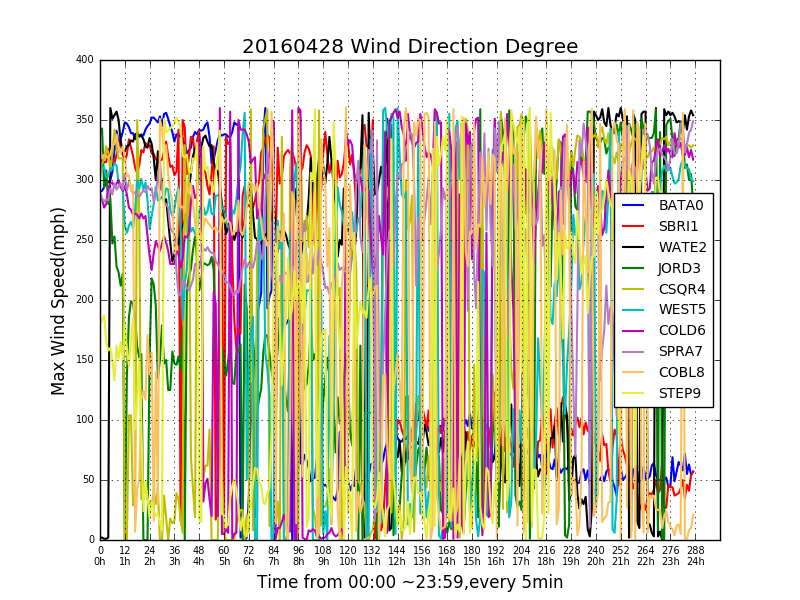 20160428 Wind Direction Degree
400
350
300
250
200
150
100
50
0
Max Wind Speed(mph)
BATA0
SBRI1
WATE2
JORD3
CSQR4
WEST5
COLD6
SPRA7
COBL8
STEP9
0 12 24 36 48 60 72 84 96 108 120 132 144 156 168 180 192 204 216 228 240 252 264 276 288
0h 1h 2h 3h 4h 5h 6h 7h 8h 9h 10h 11h 12h 13h 14h 15h 16h 17h 18h 19h 20h 21h 22h 23h 24h
Time from 00:00 ~23:59,every 5min